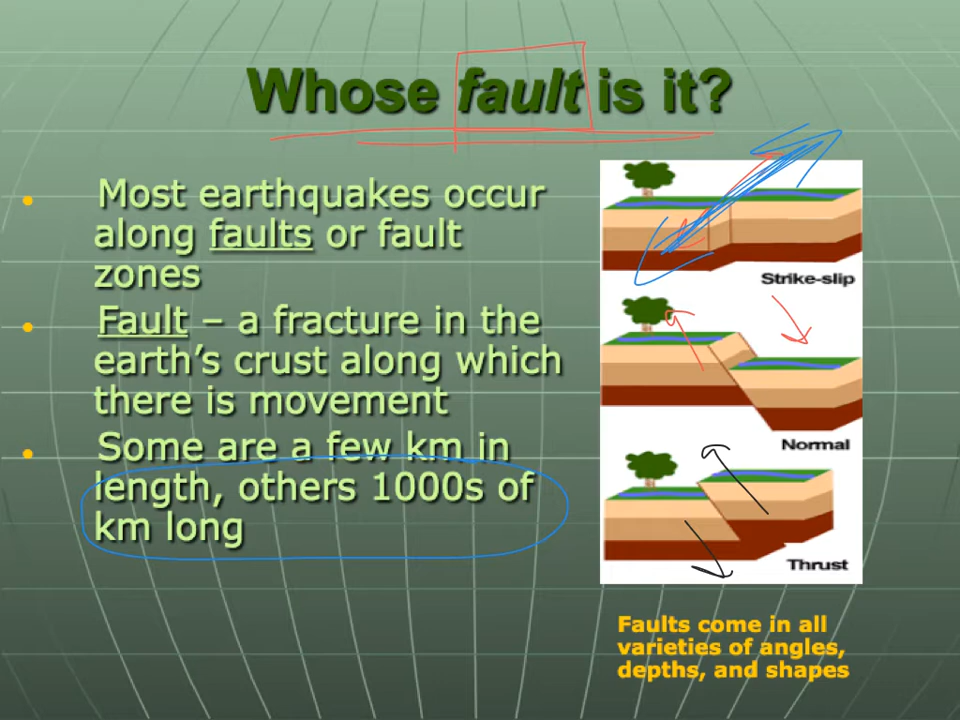 Whose fault is it?
Most earthquakes occur
along faults or fault
zones
Fault – a fracture in the
earth's crust along which
there is movement
Some are a few km in
length, others 1000s of
km long
Strike-slip
Normal
Thrust
Faults come in all
varieties of angles,
depths, and shapes